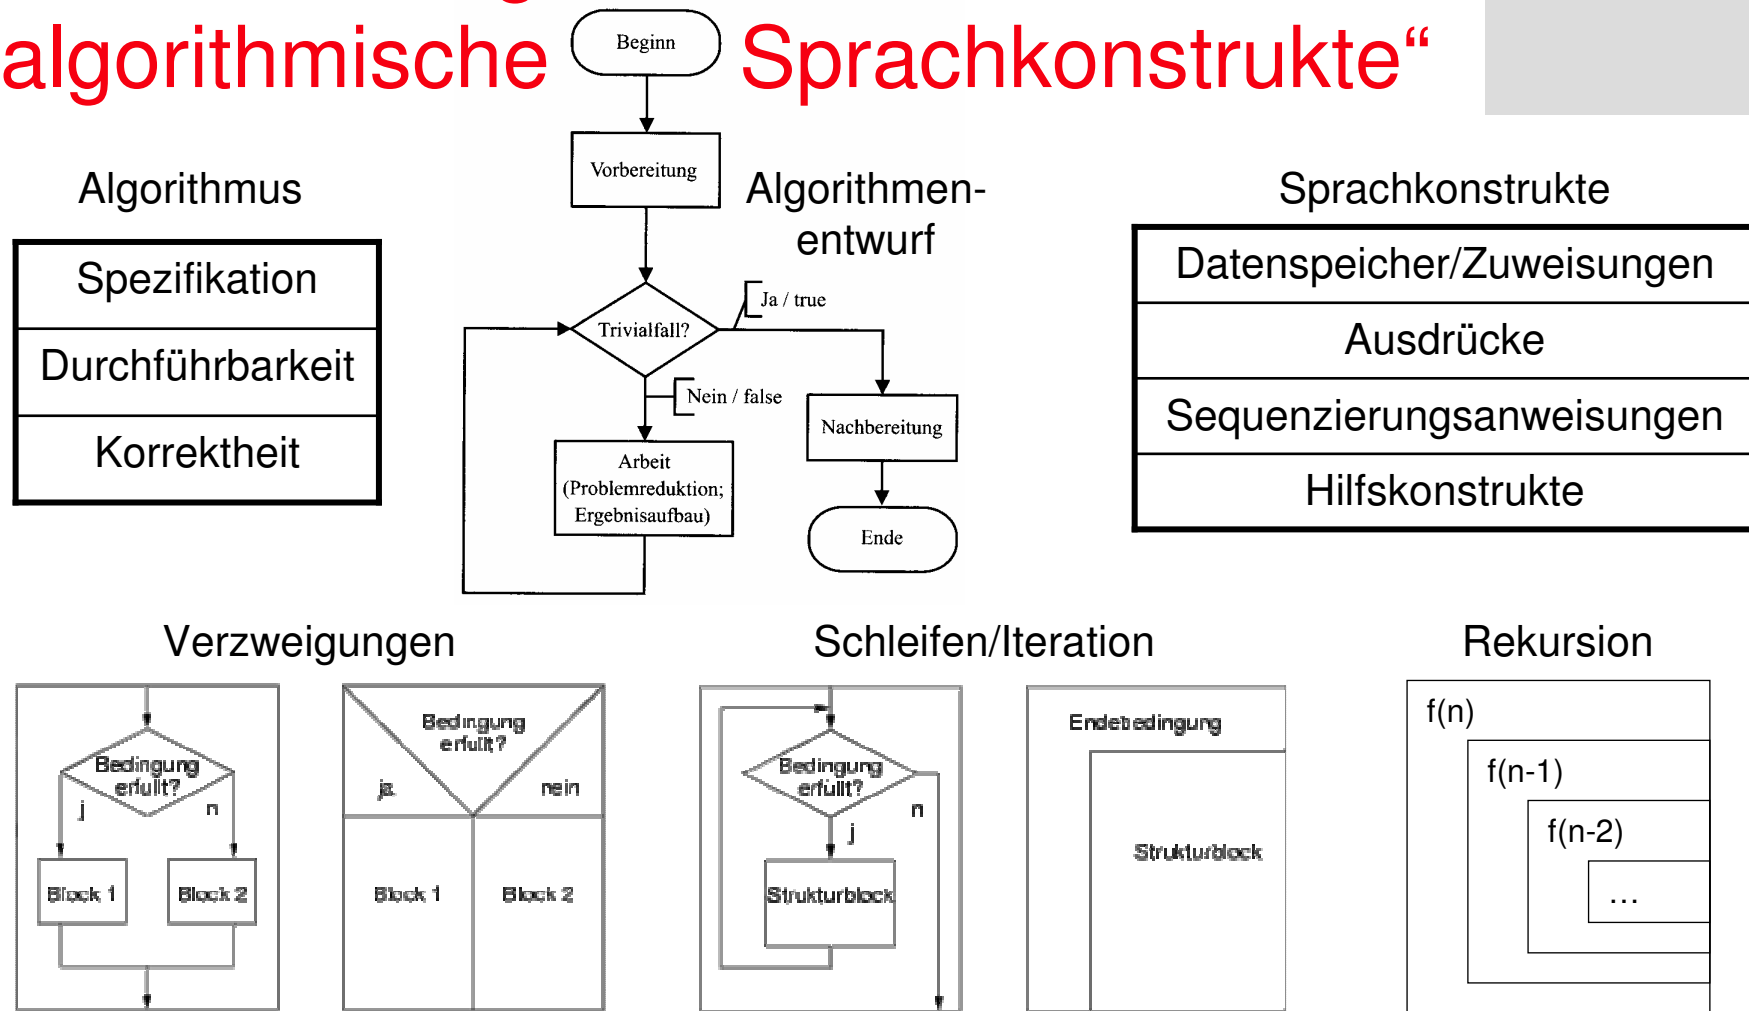 algorithmische Sprachkonstrukte“
Beginn
Vorbereitung
Trivialfall?
Ja / true
Nein / false
Arbeit
(Problemreduktion;
Ergebnisaufbau)
Nachbereitung
Ende
Algorithmus
Spezifikation
Durchführbarkeit
Korrektheit
Algorithmen-
entwurf
Sprachkonstrukte
Datenspeicher/Zuweisungen
Ausdrücke
Sequenzierungsanweisungen
Hilfskonstrukte
Verzweigungen
Bedingung
erfüllt?
j
n
Block 1
Block 2
Bedingung
erfüllt?
ja
nein
Block 1
Block 2
Schleifen/Iteration
Bedingung
erfüllt?
n
j
Strukturblock
Endebedingung
Strukturblock
Rekursion
f(n)
f(n-1)
f(n-2)
...